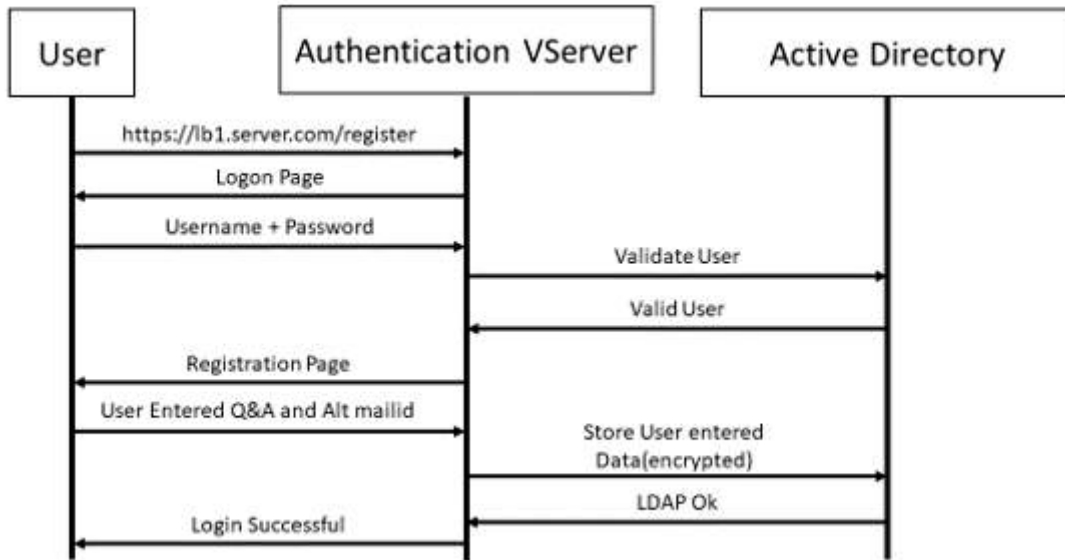 User
Authentication VServer
Active Directory
https://lb1.server.com/register
Logon Page
Username + Password
Validate User
Valid User
Registration Page
User Entered Q&A and Alt mailid
Store User entered
Data(encrypted)
LDAP Ok
Login Successful